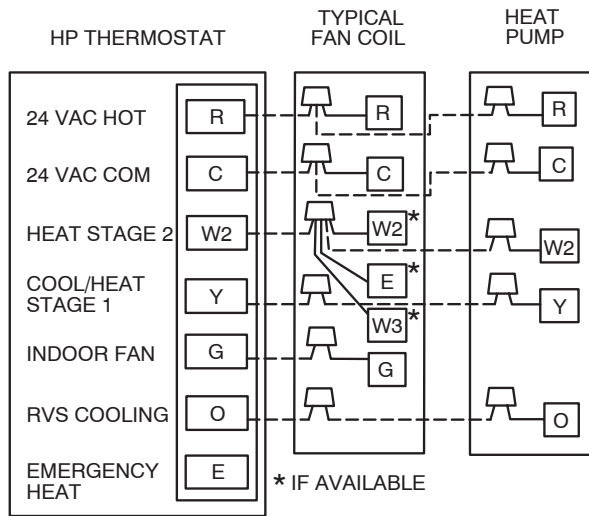 HP THERMOSTAT
TYPICAL
FAN COIL
HEAT
PUMP
24 VAC HOT R R R
24 VAC COM C C C
HEAT STAGE 2 W2 W2* W2
E*
COOL/HEAT
STAGE 1 Y Y
W3*
INDOOR FAN G G
RVS COOLING O O
EMERGENCY
HEAT E
* IF AVAILABLE